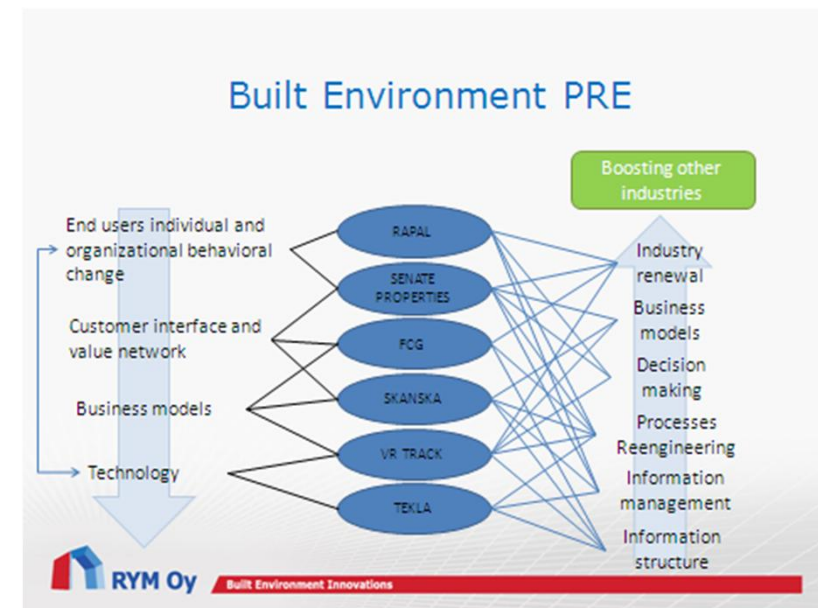 Built Environment PRE
Boosting other
industries
End users individual and
organizational behavioral
change
Customer interface and
value network
Business models
Technology
RAPAL
SENATE
PROPERTIES
FCG
SKANSKA
VR TRACK
TEKLA
Industry
renewal
Business
models
Decision
making
Processes
Reengineering
Information
management
Information
structure
RYM Oy
Built Environment Innovations